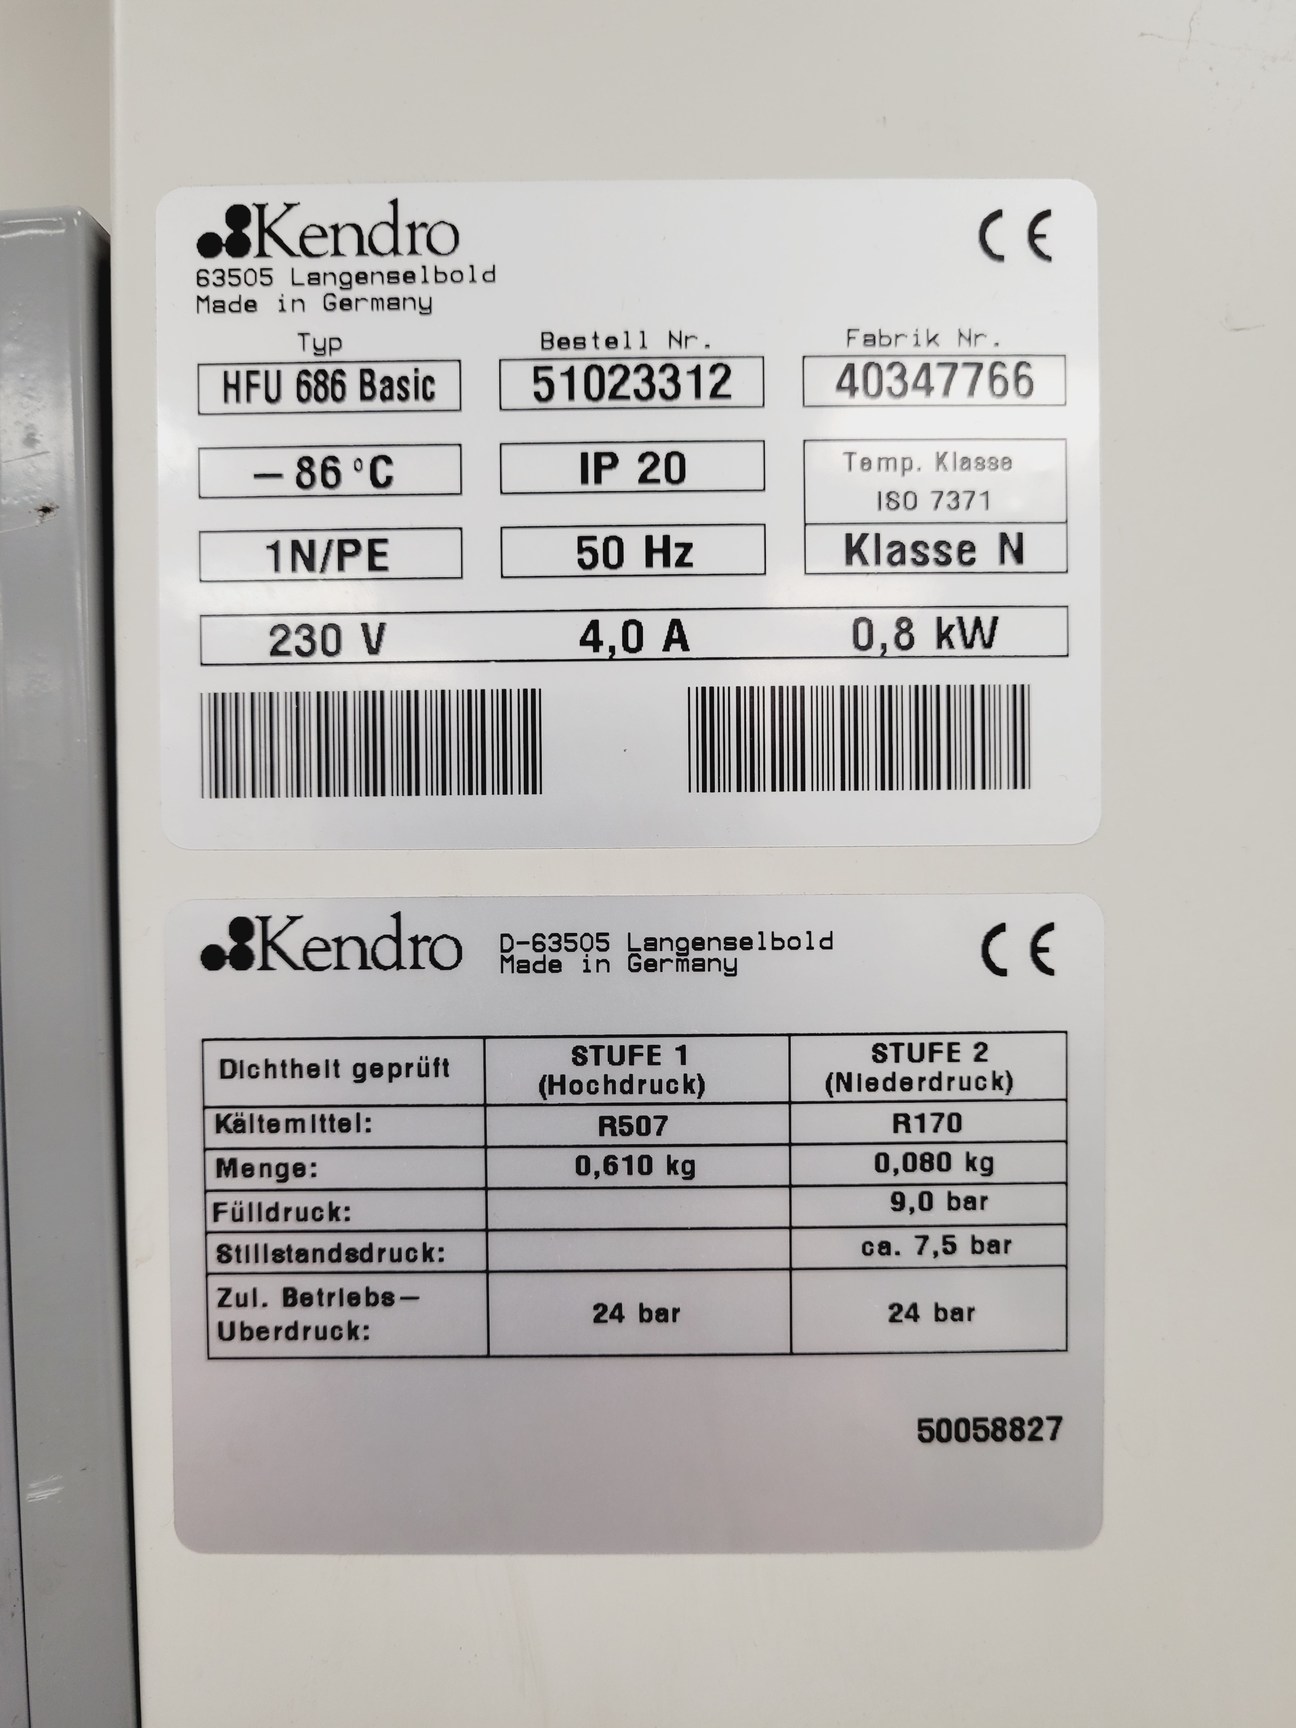 Kendro
CE
63505 Langenselbold
Made in Germany
Typ Bestell Nr. Fabrik Nr.
HFU 686 Basic 51023312 40347766
–86 °C IP 20 Temp. Klasse
ISO 7371
1N/PE 50 Hz Klasse N
230 V 4,0 A 0,8 kW
Kendro D-63505 Langenselbold CE
Made in Germany
Dichtheit geprüft STUFE 1 STUFE 2
(Hochdruck) (Niederdruck)
Kältemittel: R507 R170
Menge: 0,610 kg 0,080 kg
Fülldruck: 9,0 bar
Stillstandsdruck: ca. 7,5 bar
Zul. Betriebs–
Uberdruck: 24 bar 24 bar
50058827